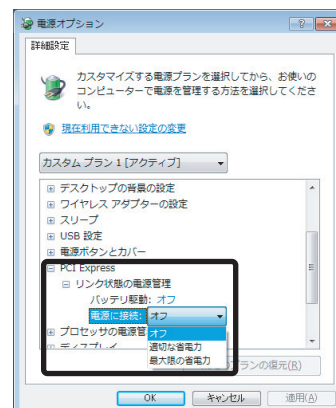 電源オプション
詳細設定
カスタマイズする電源プランを選択してから、お使いの
コンピューターで電源を管理する方法を選択してくださ
い。
現在利用できない設定の変更
カスタム プラン 1 [アクティブ]
デスクトップの背景の設定
ワイヤレス アダプターの設定
スリープ
USB 設定
電源ボタンとカバー
PCI Express
リンク状態の電源管理
バッテリ駆動: オフ
電源に接続: オフ
プロセッサの電源管
オフ
適切な省電力
ディスプレイ
最大限の省電力
プランの復元(R)
OK
キャンセル
適用(A)